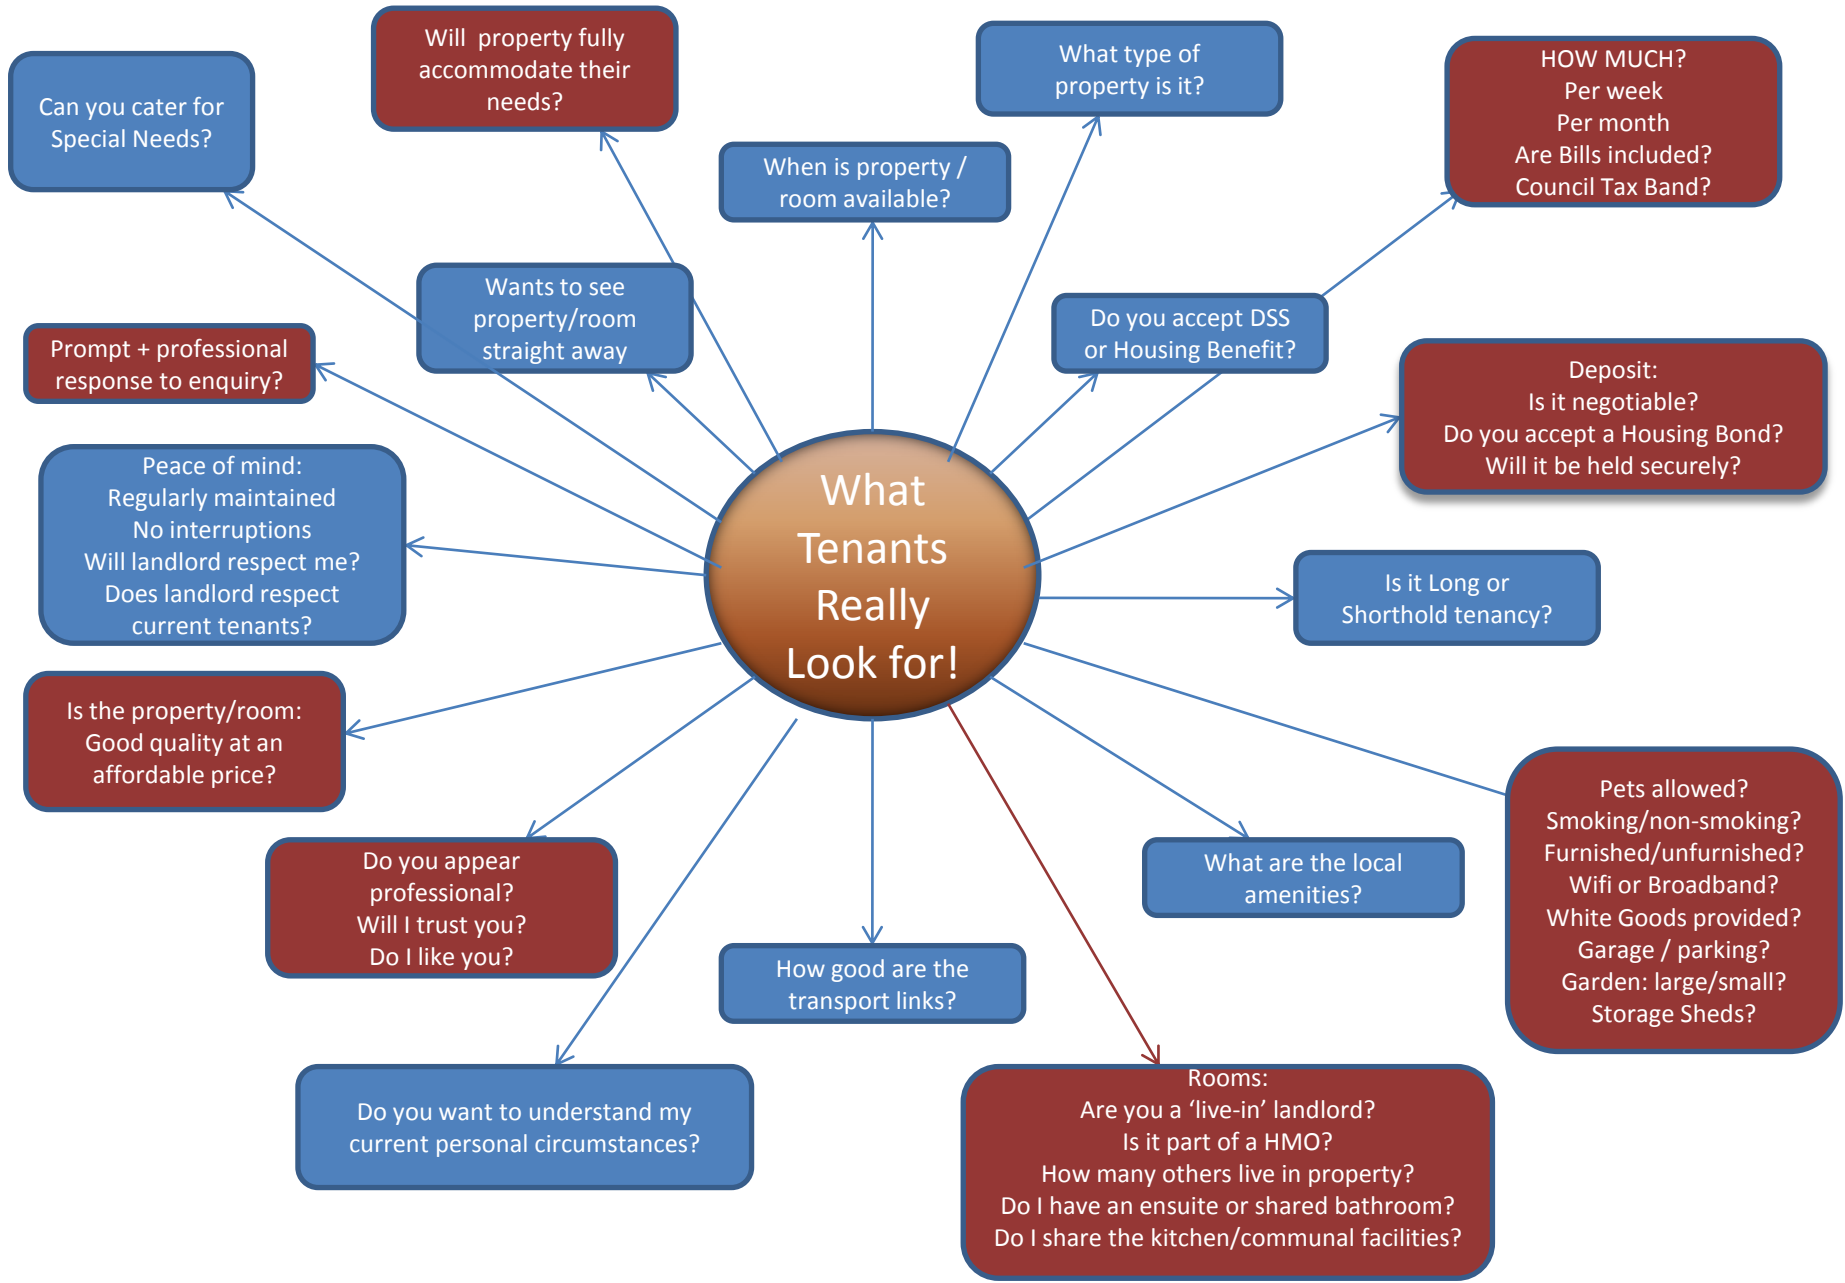 Will property fully
accommodate their
needs?
What type of
property is it?
HOW MUCH?
Per week
Per month
Are Bills included?
Council Tax Band?
Can you cater for
Special Needs?
When is property /
room available?
Wants to see
property/room
straight away
Do you accept DSS
or Housing Benefit?
Prompt + professional
response to enquiry?
Deposit:
Is it negotiable?
Do you accept a Housing Bond?
Will it be held securely?
Peace of mind:
Regularly maintained
No interruptions
Will landlord respect me?
Does landlord respect
current tenants?
What
Tenants
Really
Look for!
Is it Long or
Shorthold tenancy?
Is the property/room:
Good quality at an
affordable price?
Pets allowed?
Smoking/non-smoking?
Furnished/unfurnished?
Wifi or Broadband?
White Goods provided?
Garage / parking?
Garden: large/small?
Storage Sheds?
Do you appear
professional?
Will I trust you?
Do I like you?
What are the local
amenities?
How good are the
transport links?
Do you want to understand my
current personal circumstances?
Rooms:
Are you a ‘live-in’ landlord?
Is it part of a HMO?
How many others live in property?
Do I have an ensuite or shared bathroom?
Do I share the kitchen/communal facilities?